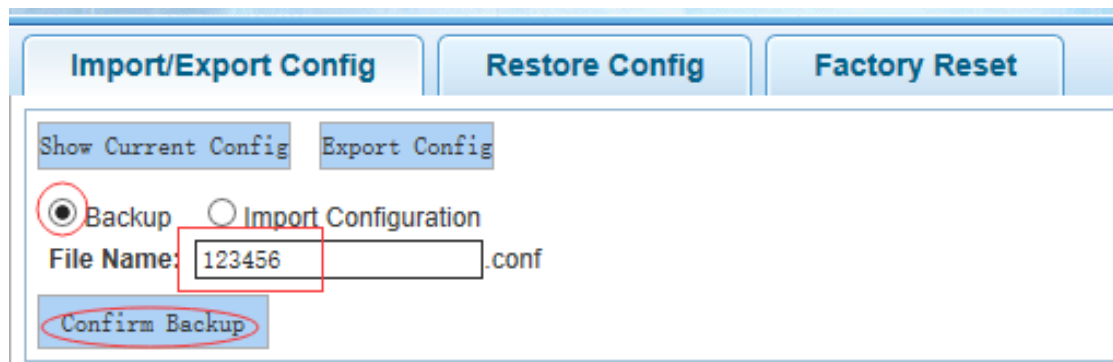 Import/Export Config Restore Config Factory Reset
Show Current Config Export Config
Backup Import Configuration
File Name: 123456 .conf
Confirm Backup